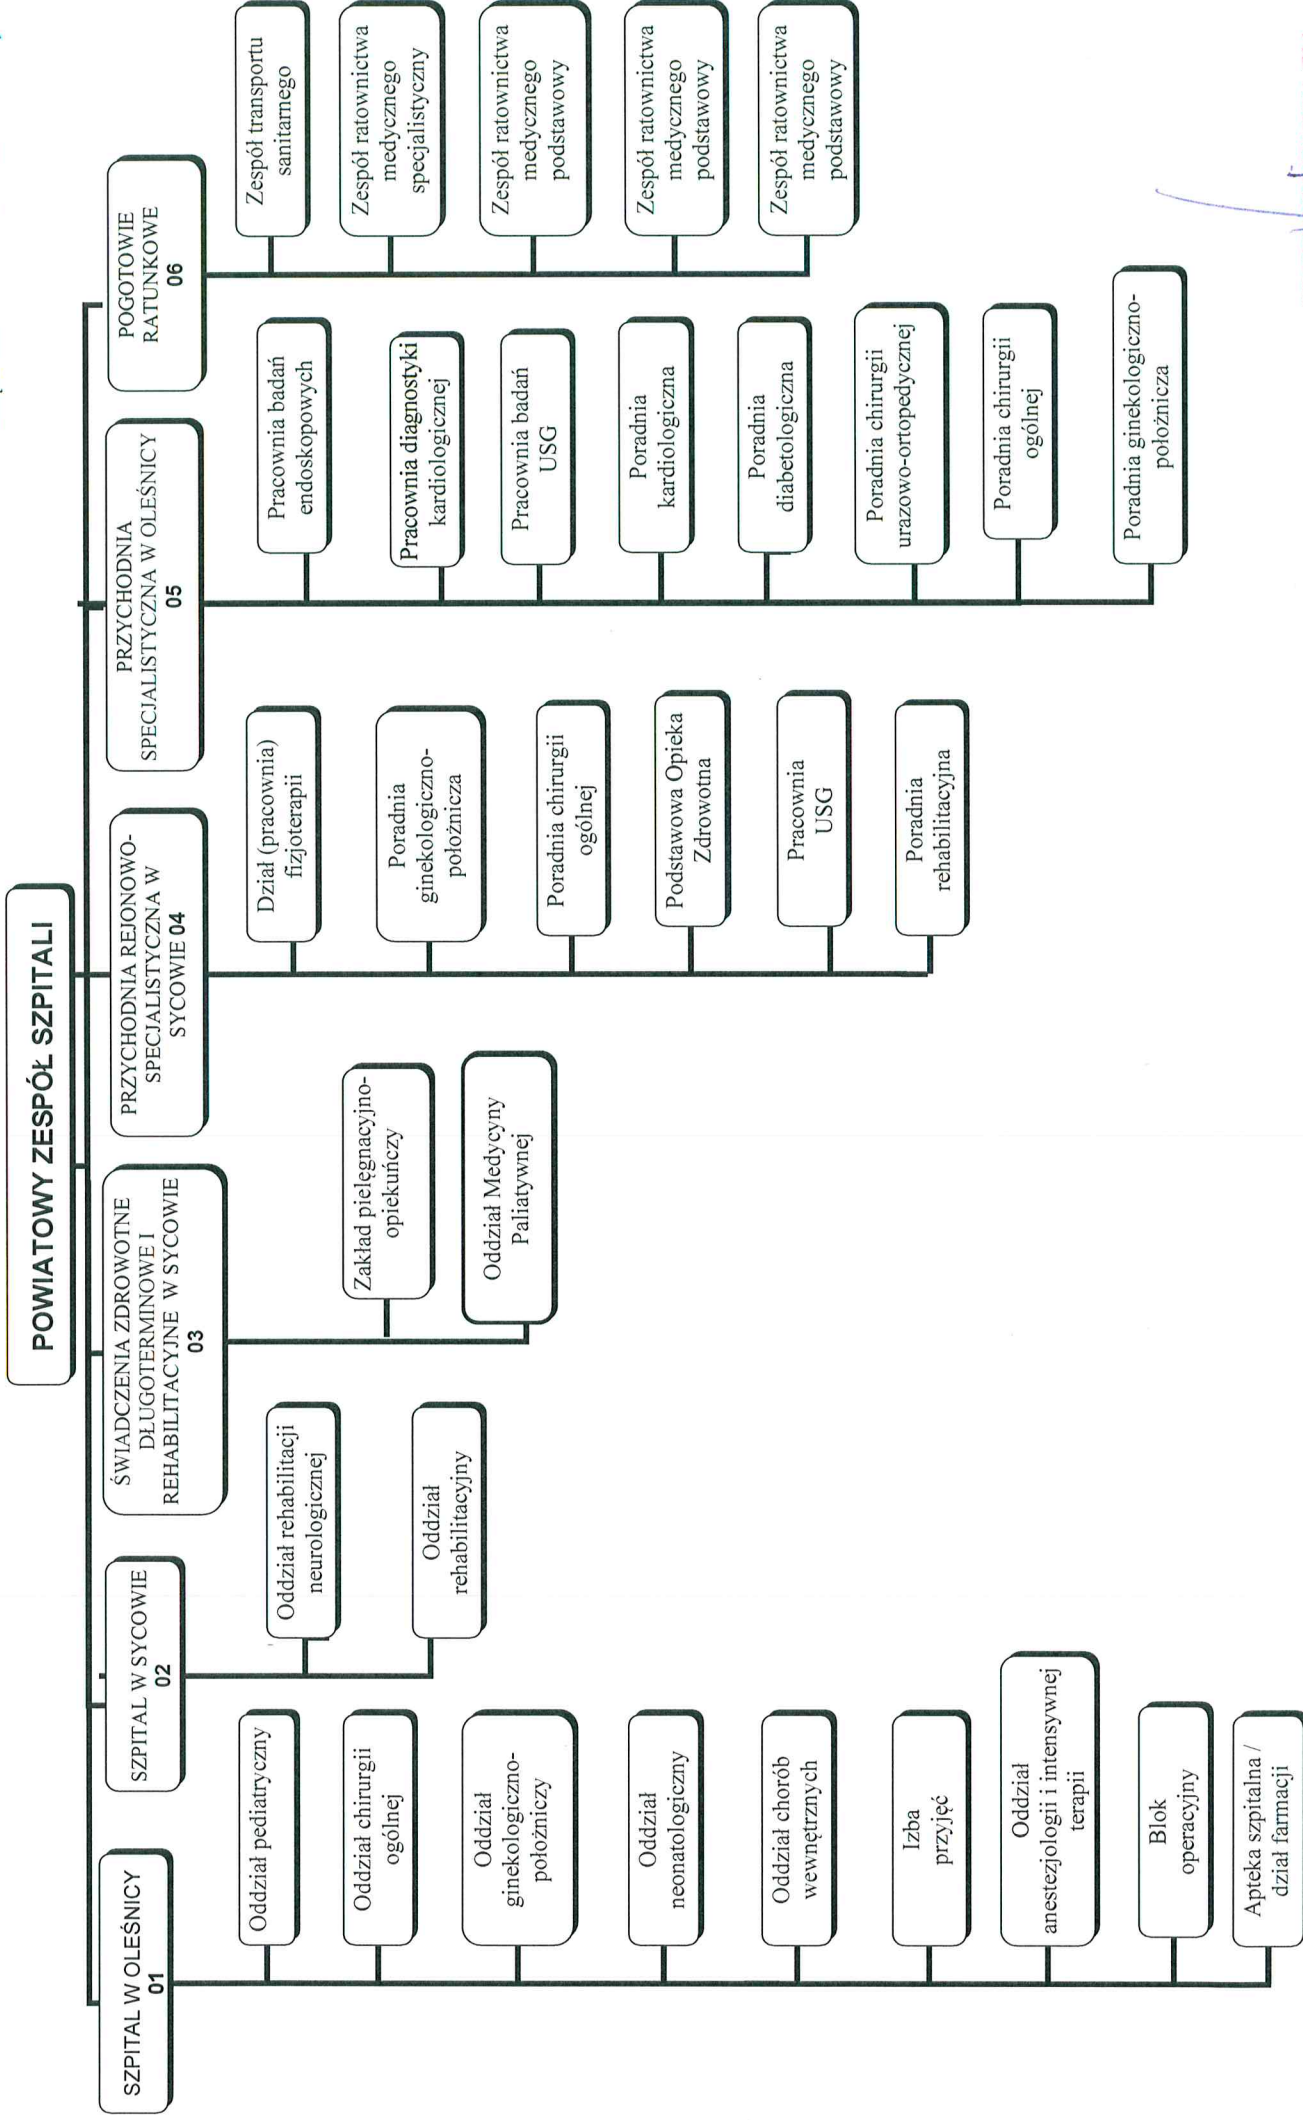 POWIATOWY ZESPÓŁ SZPITALI
SZPITAL W OLEŚNICY
01
Oddział pediatryczny
Oddział chirurgii
ogólnej
Oddział
ginekologiczno-
położniczy
Oddział
neonatologiczny
Oddział chorób
wewnętrznych
Izba
przyjęć
Oddział
anestezjologii i intensywnej
terapii
Blok
operacyjny
Apteka szpitalna /
dział farmacji
SZPITAL W SYCOWIE
02
Oddział rehabilitacji
neurologicznej
Oddział
rehabilitacyjny
ŚWIADCZENIA ZDROWOTNE
DŁUGOTERMINOWE I
REHABILITACYJNE W SYCOWIE
03
Zakład pielęgnacyjno-
opiekuńczy
Oddział Medycyny
Paliatywnej
PRZYCHODNIA REJONOWO-
SPECJALISTYCZNA W
SYCOWIE 04
Dział (pracownia)
fizjoterapii
Poradnia
ginekologiczno-
położnicza
Poradnia chirurgii
ogólnej
Podstawowa Opieka
Zdrowotna
Pracownia
USG
Poradnia
rehabilitacyjna
PRZYCHODNIA
SPECJALISTYCZNA W OLEŚNICY
05
Pracownia badań
endoskopowych
Pracownia diagnostyki
kardiologicznej
Pracownia badań
USG
Poradnia
kardiologiczna
Poradnia
diabetologiczna
Poradnia chirurgii
urazowo-ortopedycznej
Poradnia chirurgii
ogólnej
Poradnia ginekologiczno-
położnicza
POGOTOWIE
RATUNKOWE
06
Zespół transportu
sanitarnego
Zespół ratownictwa
medycznego
specjalistyczny
Zespół ratownictwa
medycznego
podstawowy
Zespół ratownictwa
medycznego
podstawowy
Zespół ratownictwa
medycznego
podstawowy